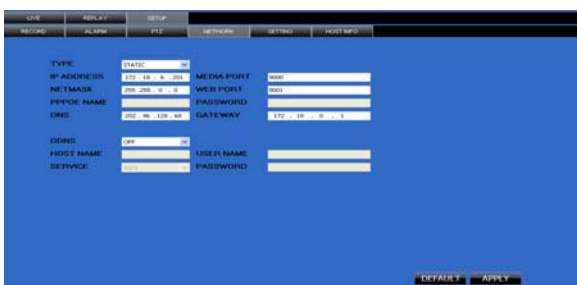 LIVE REPLAY SETUP
RECORD ALARM PTZ NETWORK SETTING HOST INFO
TYPE STATIC
IP ADDRESS 172 . 18 . 6 . 201 MEDIA PORT 9000
NETMASK 255 . 255 . 0 . 0 WEB PORT 8001
PPPOE NAME PASSWORD
DNS 202 . 96 . 128 . 68 GATEWAY 172 . 18 . 0 . 1
DDNS OFF
HOST NAME USER NAME
SERVICE PASSWORD
DEFAULT APPLY